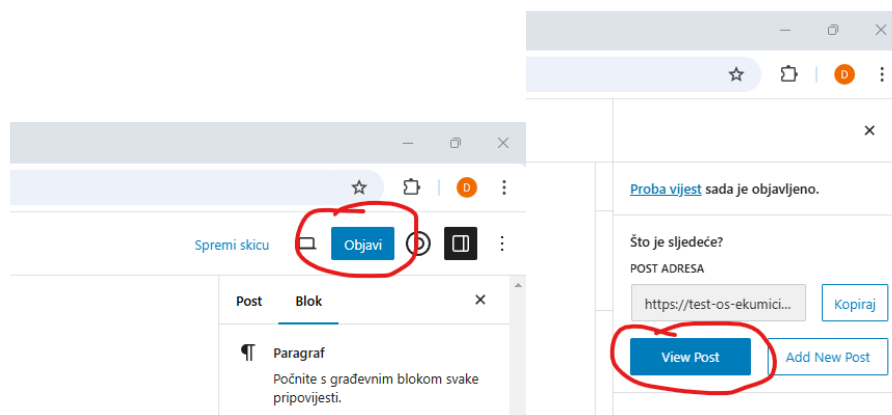 D
Spremi skicu
Objavi
Post
Blok
Paragraf
Počnite s građevnim blokom svake
pripovijesti.
D
Proba vijest sada je objavljeno.
Što je sljedeće?
POST ADRESA
https://test-os-ekumici...
Kopiraj
View Post
Add New Post